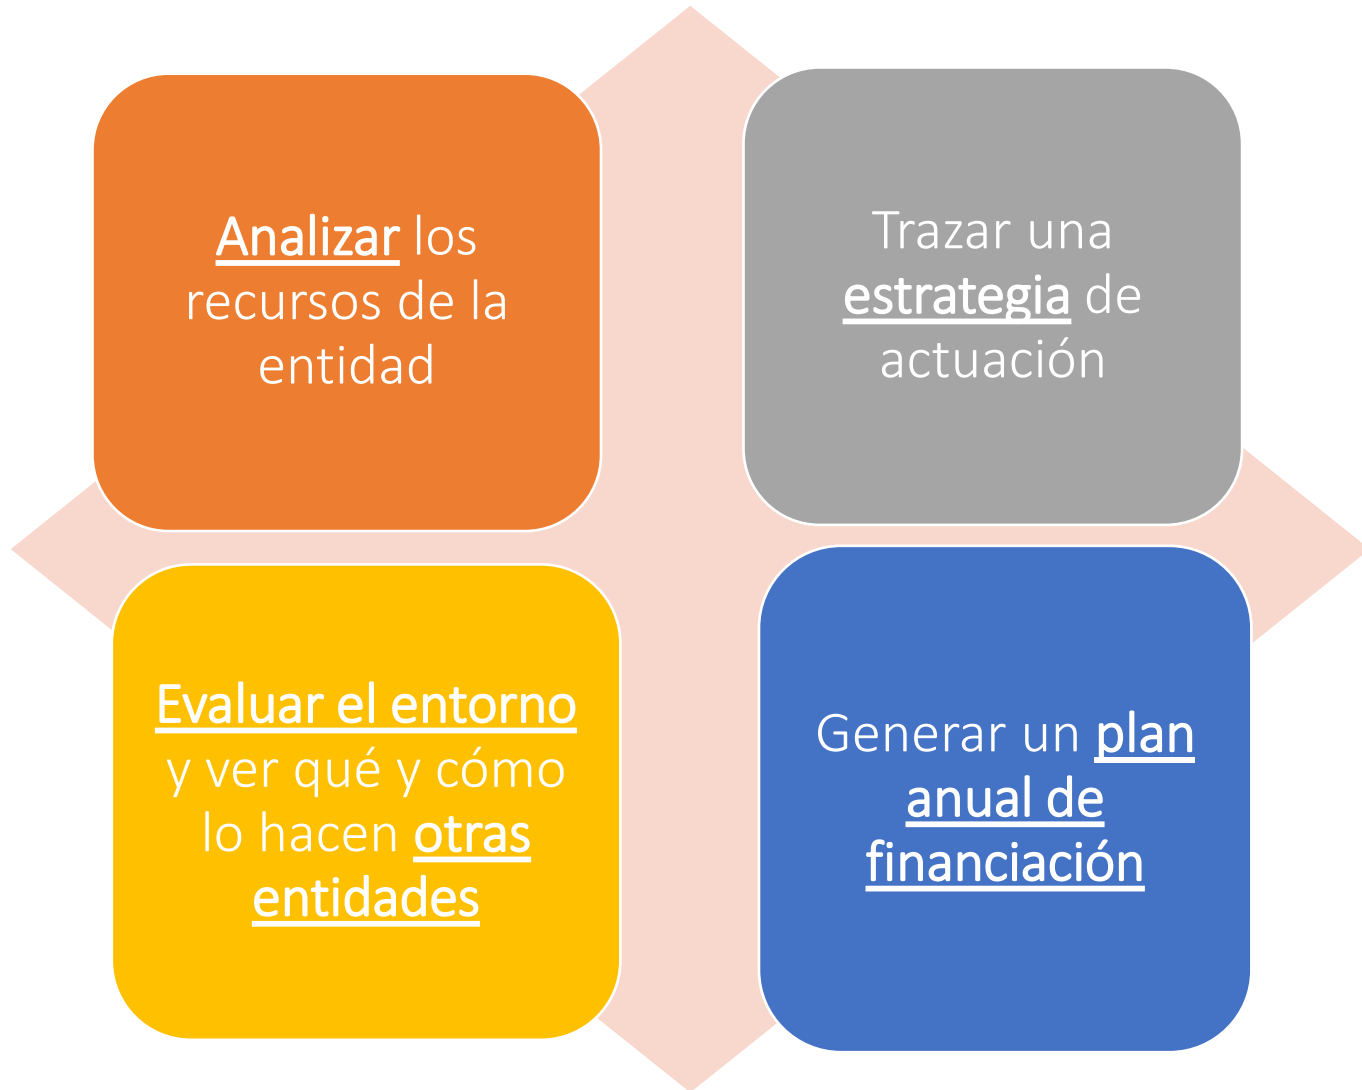 Analizar los
recursos de la
entidad
Trazar una
estrategia de
actuación
Evaluar el entorno
y ver qué y cómo
lo hacen otras
entidades
Generar un plan
anual de
financiación